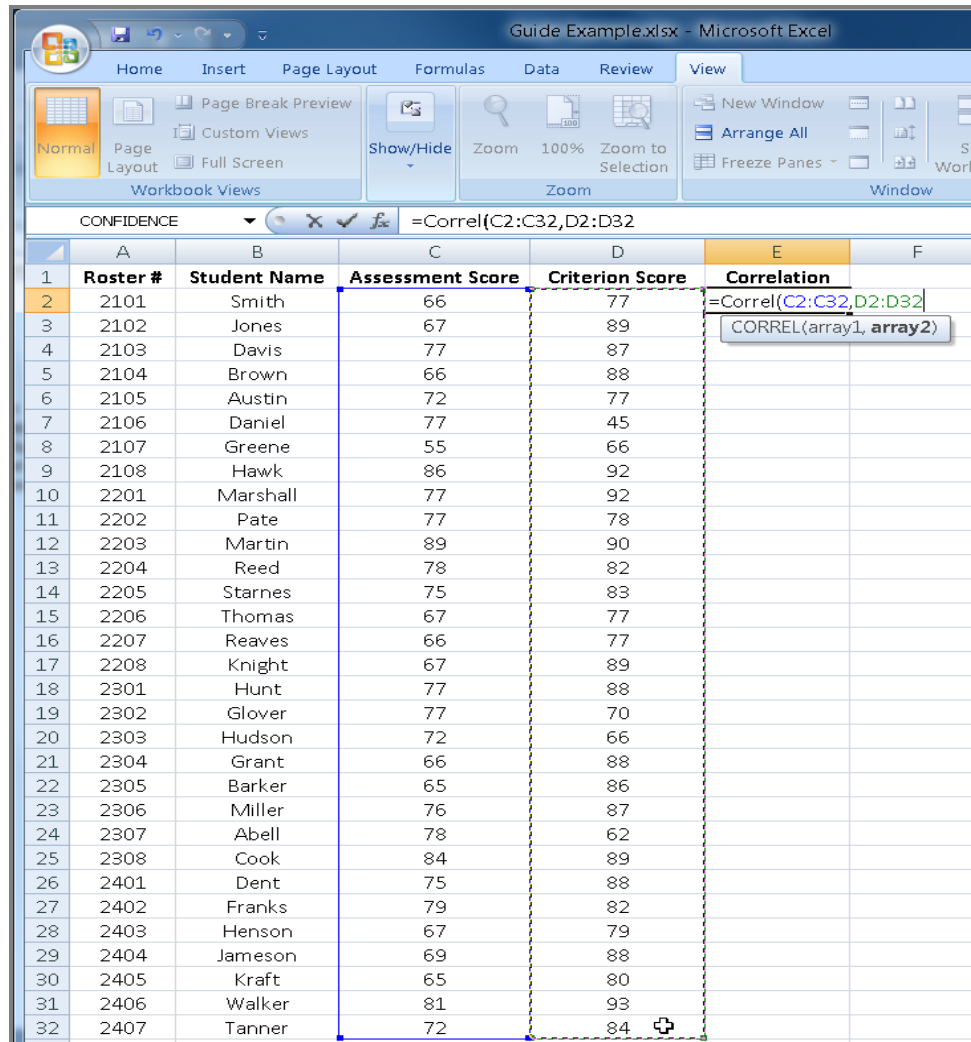 Guide Example.xlsx - Microsoft Excel
Home Insert Page Layout Formulas Data Review View
Normal
Page Layout
Page Break Preview
Custom Views
Full Screen
Workbook Views
Show/Hide
Zoom
100%
100
Zoom to Selection
Zoom
New Window
Arrange All
Freeze Panes
Window
CONFIDENCE fx =Correl(C2:C32,D2:D32
A B C D E F
1 Roster # Student Name Assessment Score Criterion Score Correlation
2 2101 Smith 66 77 =Correl(C2:C32,D2:D32
3 2102 Jones 67 89 CORREL(array1, array2)
4 2103 Davis 77 87
5 2104 Brown 66 88
6 2105 Austin 72 77
7 2106 Daniel 77 45
8 2107 Greene 55 66
9 2108 Hawk 86 92
10 2201 Marshall 77 92
11 2202 Pate 77 78
12 2203 Martin 89 90
13 2204 Reed 78 82
14 2205 Starnes 75 83
15 2206 Thomas 67 77
16 2207 Reaves 66 77
17 2208 Knight 67 89
18 2301 Hunt 77 88
19 2302 Glover 77 70
20 2303 Hudson 72 66
21 2304 Grant 66 88
22 2305 Barker 65 86
23 2306 Miller 76 87
24 2307 Abell 78 62
25 2308 Cook 84 89
26 2401 Dent 75 88
27 2402 Franks 79 82
28 2403 Henson 67 79
29 2404 Jameson 69 88
30 2405 Kraft 65 80
31 2406 Walker 81 93
32 2407 Tanner 72 84